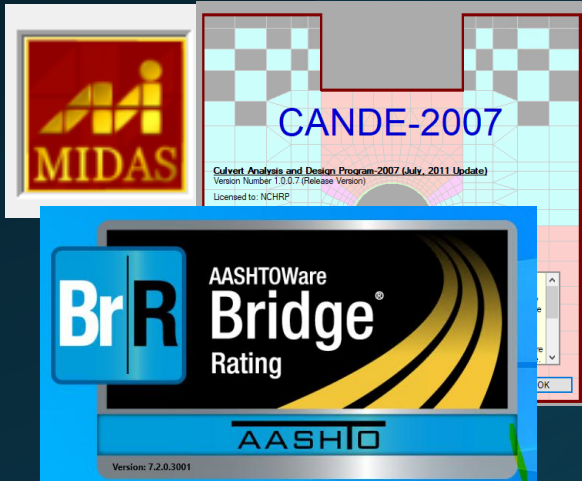 MIDAS
CANDE-2007
Culvert Analysis and Design Program-2007 (July, 2011 Update)
Version Number 1.0.0.7 (Release Version)
Licensed to: NCHRP
OK
BrR
AASHTOWare
Bridge®
Rating
AASHTO
Version: 7.2.0.3001